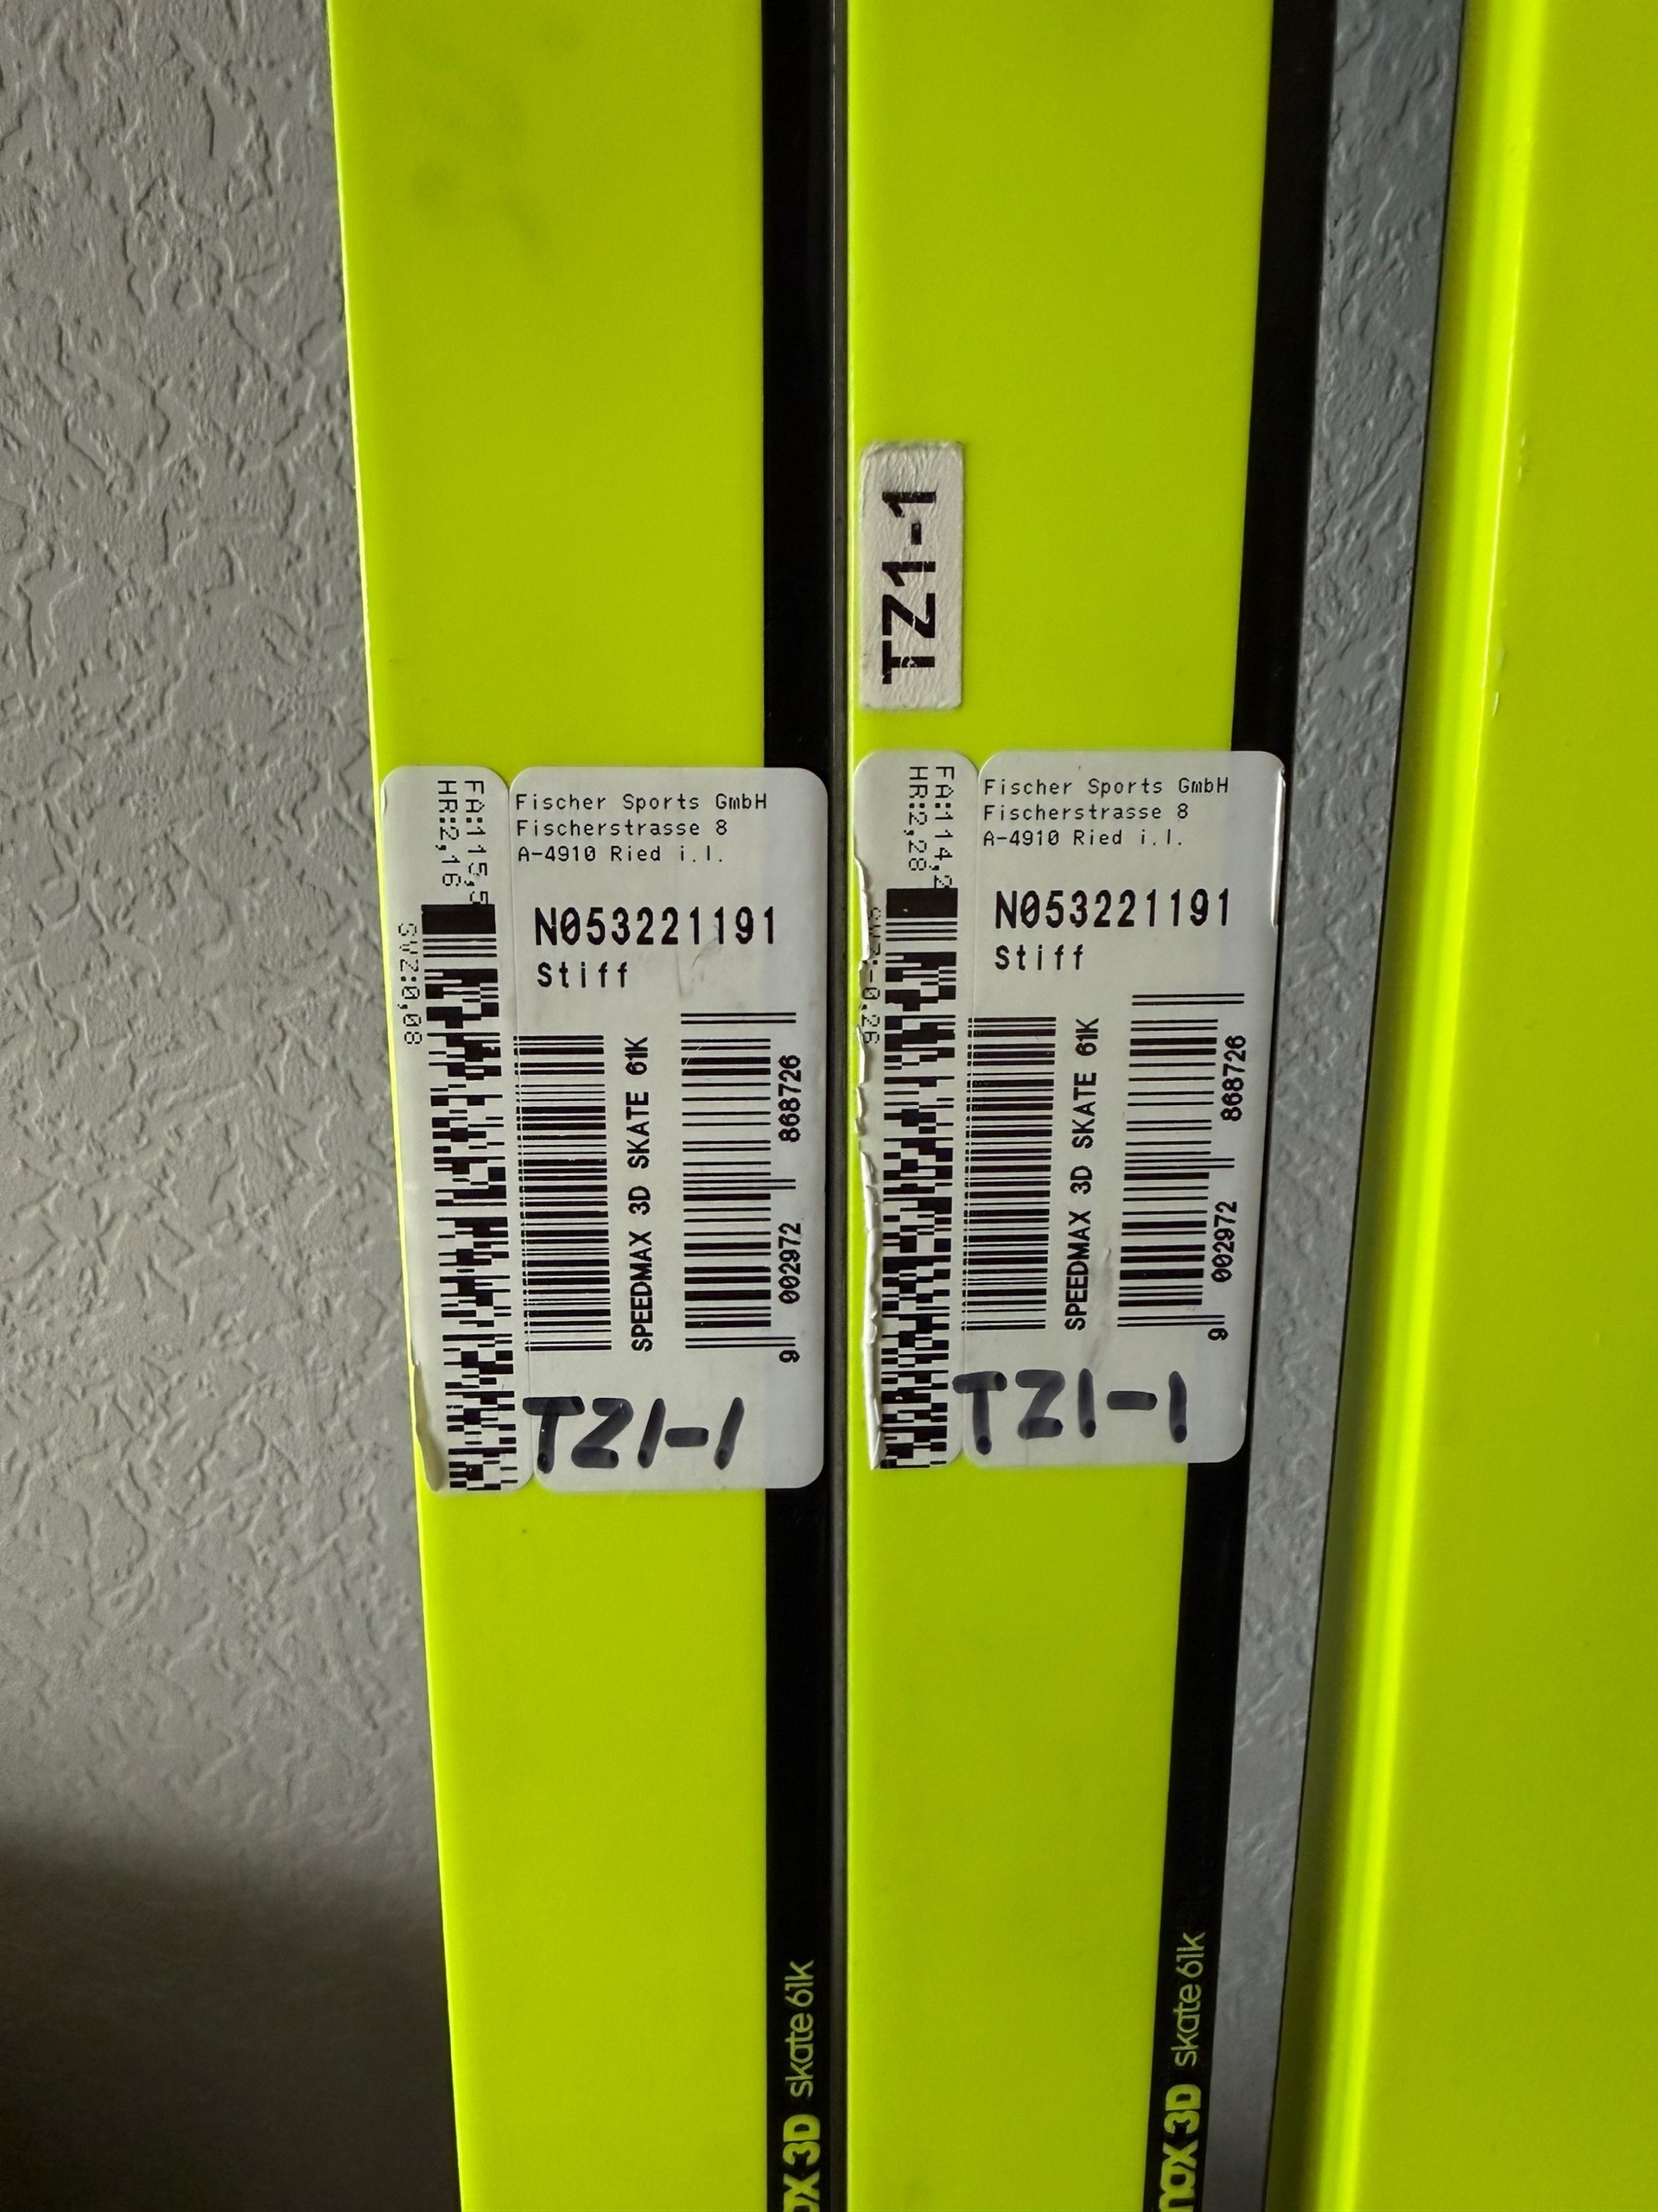 FA:115,5
HR:2,16
SWZ:0,08
Fischer Sports GmbH
Fischerstrasse 8
A-4910 Ried i.I.
N053221191
Stiff
SPEEDMAX 3D SKATE 61K
9 002972 868726
TZ1-1
skate 61k
3D
TZ1-1
FA:114,2
HR:2,28
Fischer Sports GmbH
Fischerstrasse 8
A-4910 Ried i.I.
N053221191
Stiff
SPEEDMAX 3D SKATE 61K
9 002972 868726
TZ1-1
skate 61k
3D